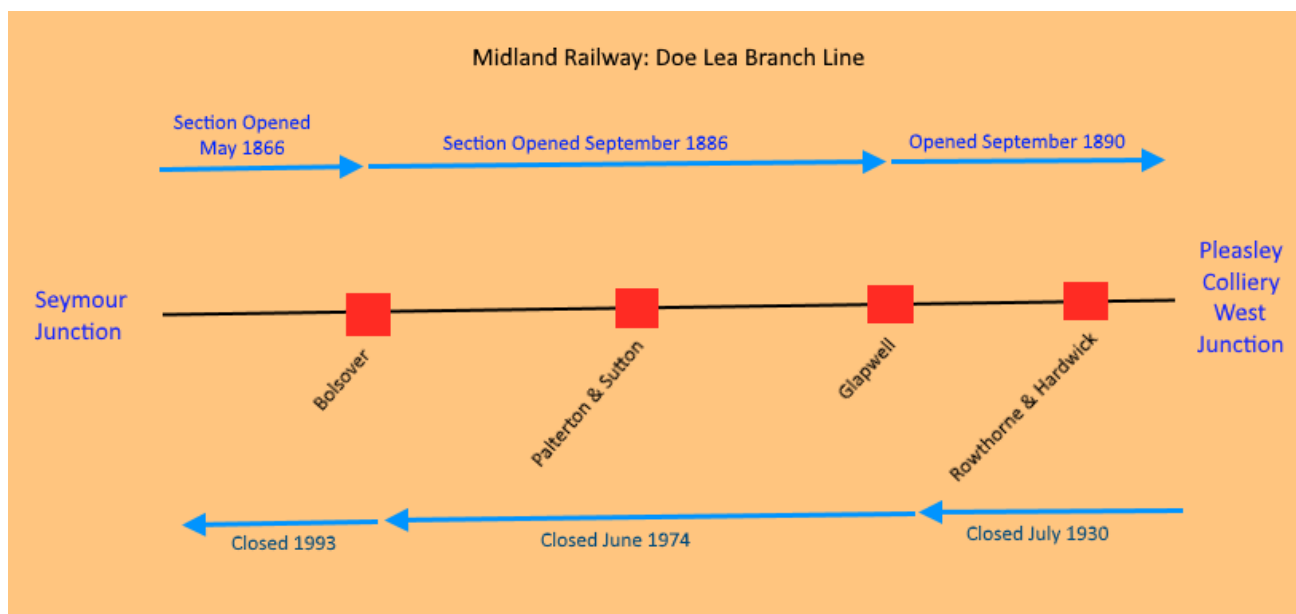 Midland Railway: Doe Lea Branch Line
Section Opened
May 1866
Section Opened September 1886
Opened September 1890
Seymour
Junction
Pleasley
Colliery
West
Junction
Bolsover
Palterton & Sutton
Glapwell
Rowthorne & Hardwick
Closed 1993
Closed June 1974
Closed July 1930